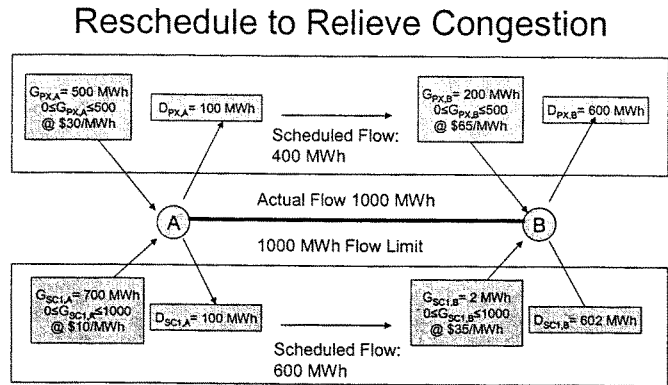 Reschedule to Relieve Congestion
G_PX,A = 500 MWh
0≤G_PX,A≤500
@ $30/MWh
D_PX,A = 100 MWh
Scheduled Flow:
400 MWh
G_PX,B = 200 MWh
0≤G_PX,B≤500
@ $65/MWh
D_PX,B = 600 MWh
Actual Flow 1000 MWh
A
B
1000 MWh Flow Limit
G_SC1,A = 700 MWh
0≤G_SC1,A≤1000
@ $10/MWh
D_SC1,A = 100 MWh
Scheduled Flow:
600 MWh
G_SC1,B = 2 MWh
0≤G_SC1,B≤1000
@ $35/MWh
D_SC1,B = 602 MWh